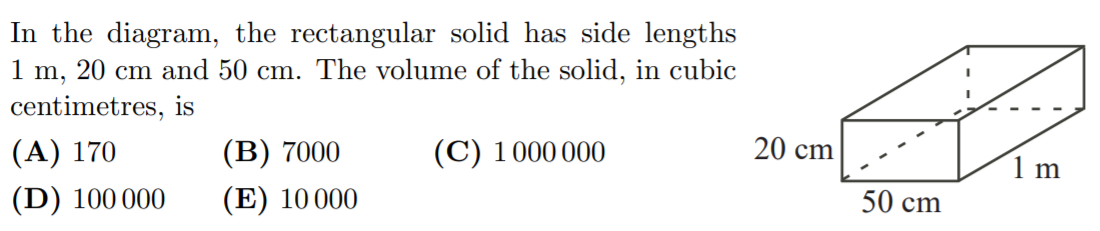 In the diagram, the rectangular solid has side lengths
1 m, 20 cm and 50 cm. The volume of the solid, in cubic
centimetres, is
(A) 170 (B) 7000 (C) 1 000 000
(D) 100 000 (E) 10 000
20 cm
1 m
50 cm